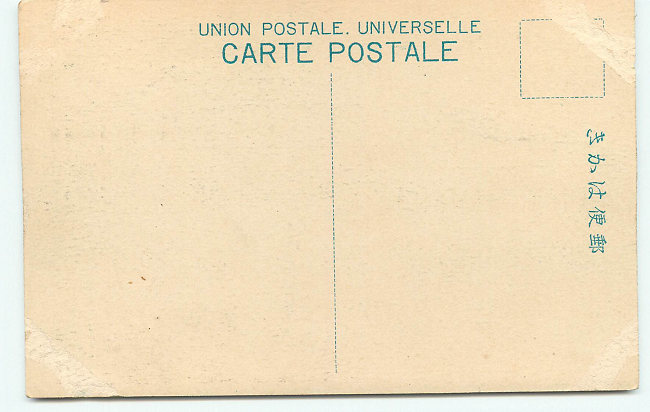 UNION POSTALE. UNIVERSELLE
CARTE POSTALE
郵便はかき